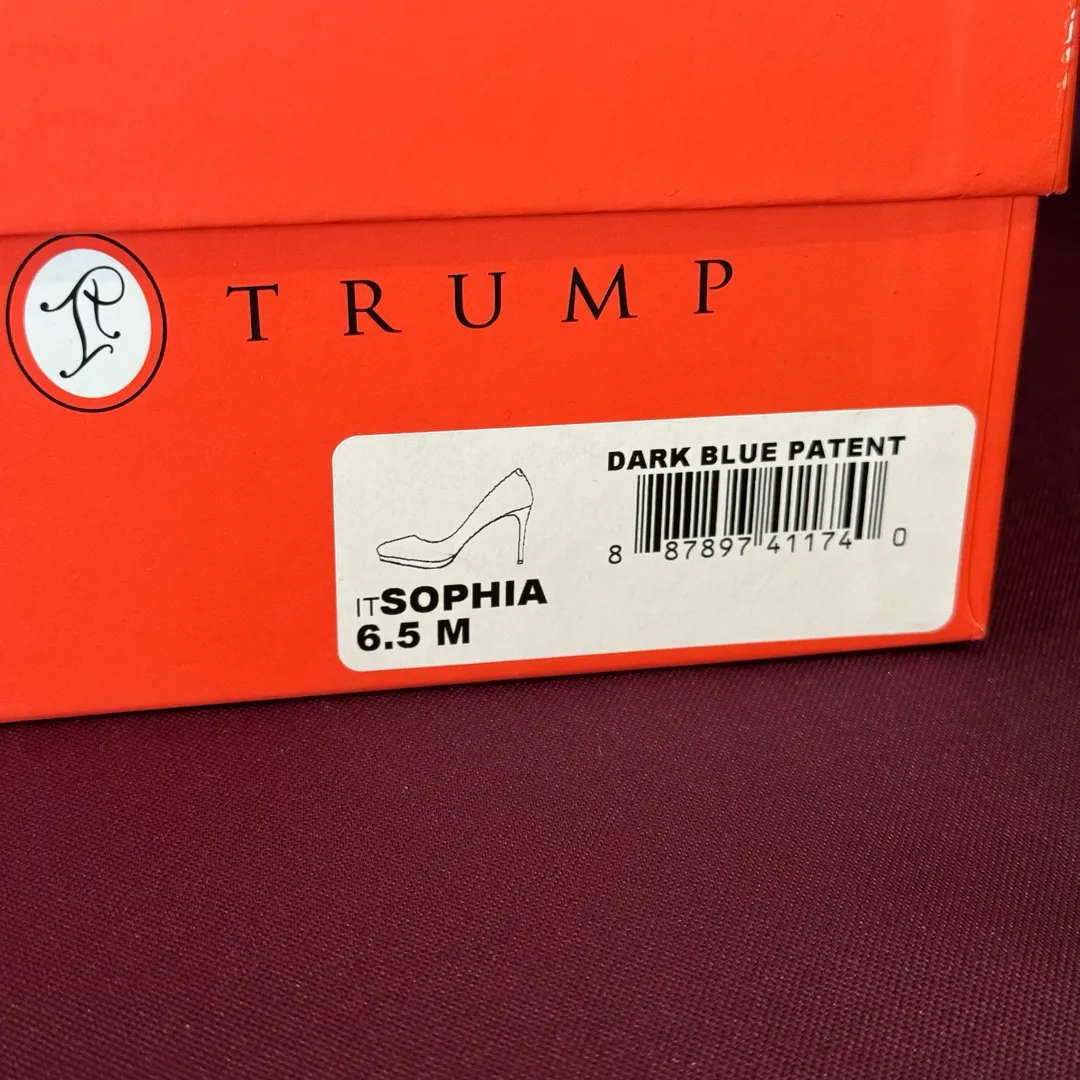 TRUMP
DARK BLUE PATENT
8 87897 41174 0
ITSOPHIA
6.5 M